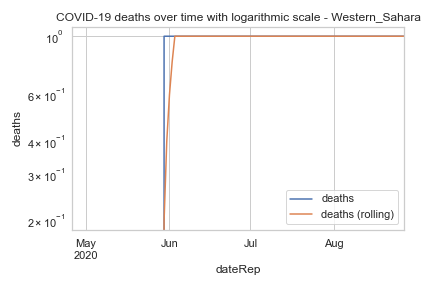 COVID-19 deaths over time with logarithmic scale - Western_Sahara
10⁰
6 × 10⁻¹
4 × 10⁻¹
3 × 10⁻¹
2 × 10⁻¹
deaths
deaths
deaths (rolling)
May Jun Jul Aug
2020
dateRep